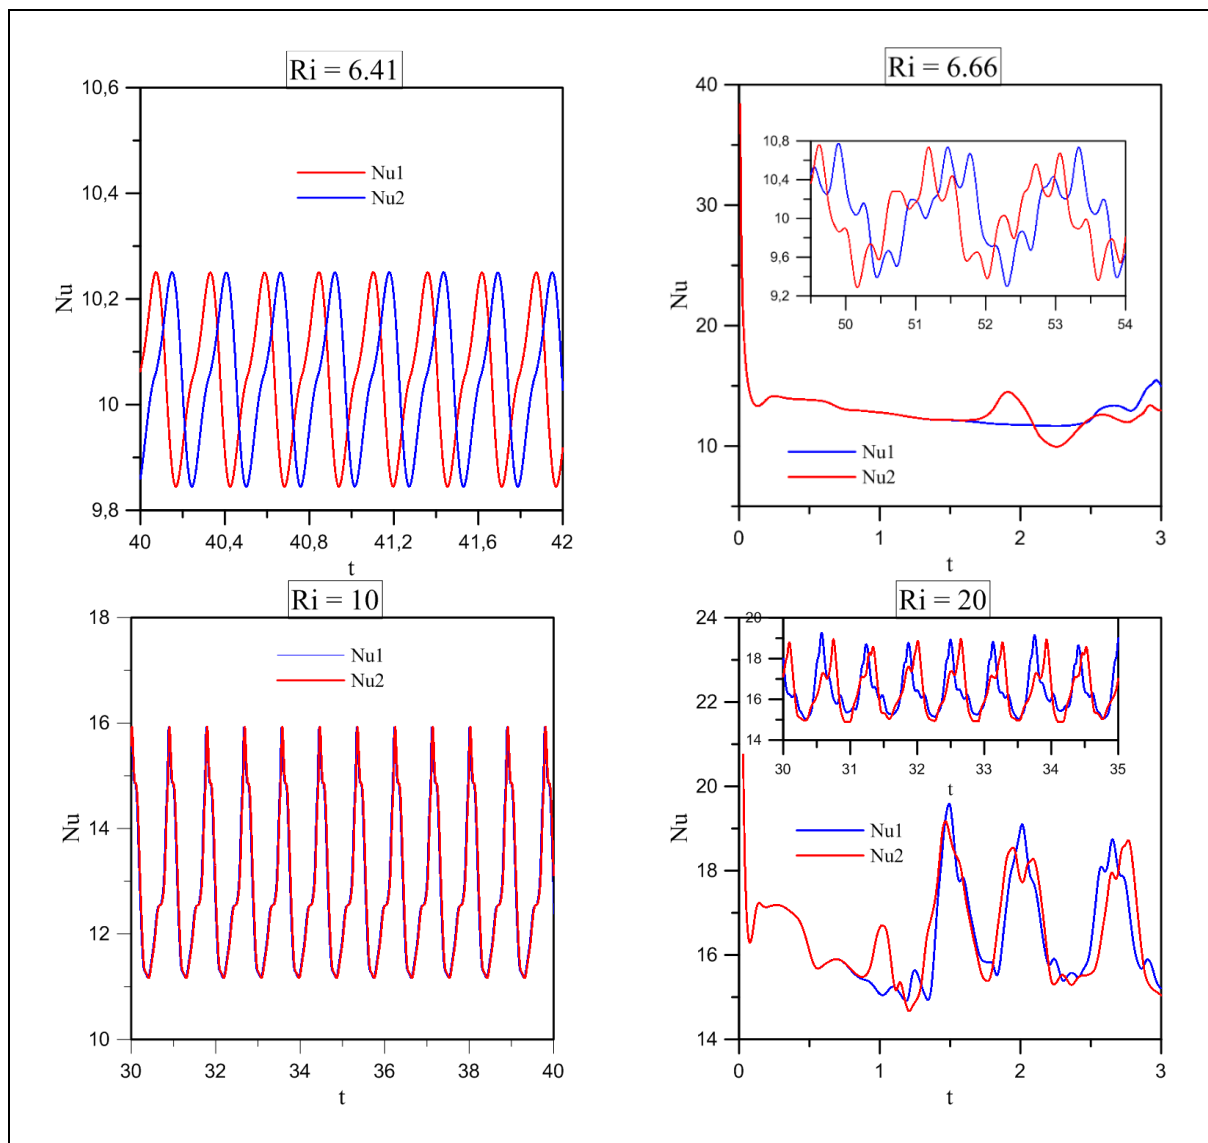 Ri = 6.41
10,6
10,4
10,2
10
9,8
Nu
Nu1
Nu2
40 40,4 40,8 41,2 41,6 42
t
Ri = 6.66
40
30
20
10
Nu
10.8
10.4
10
9.6
9.2
50 51 52 53 54
Nu1
Nu2
0 1 2 3
t
Ri = 10
18
16
14
12
10
Nu
Nu1
Nu2
30 32 34 36 38 40
t
Ri = 20
24
22
20
18
16
14
Nu
20
18
16
14
30 31 32 33 34 35
t
Nu1
Nu2
0 1 2 3
t